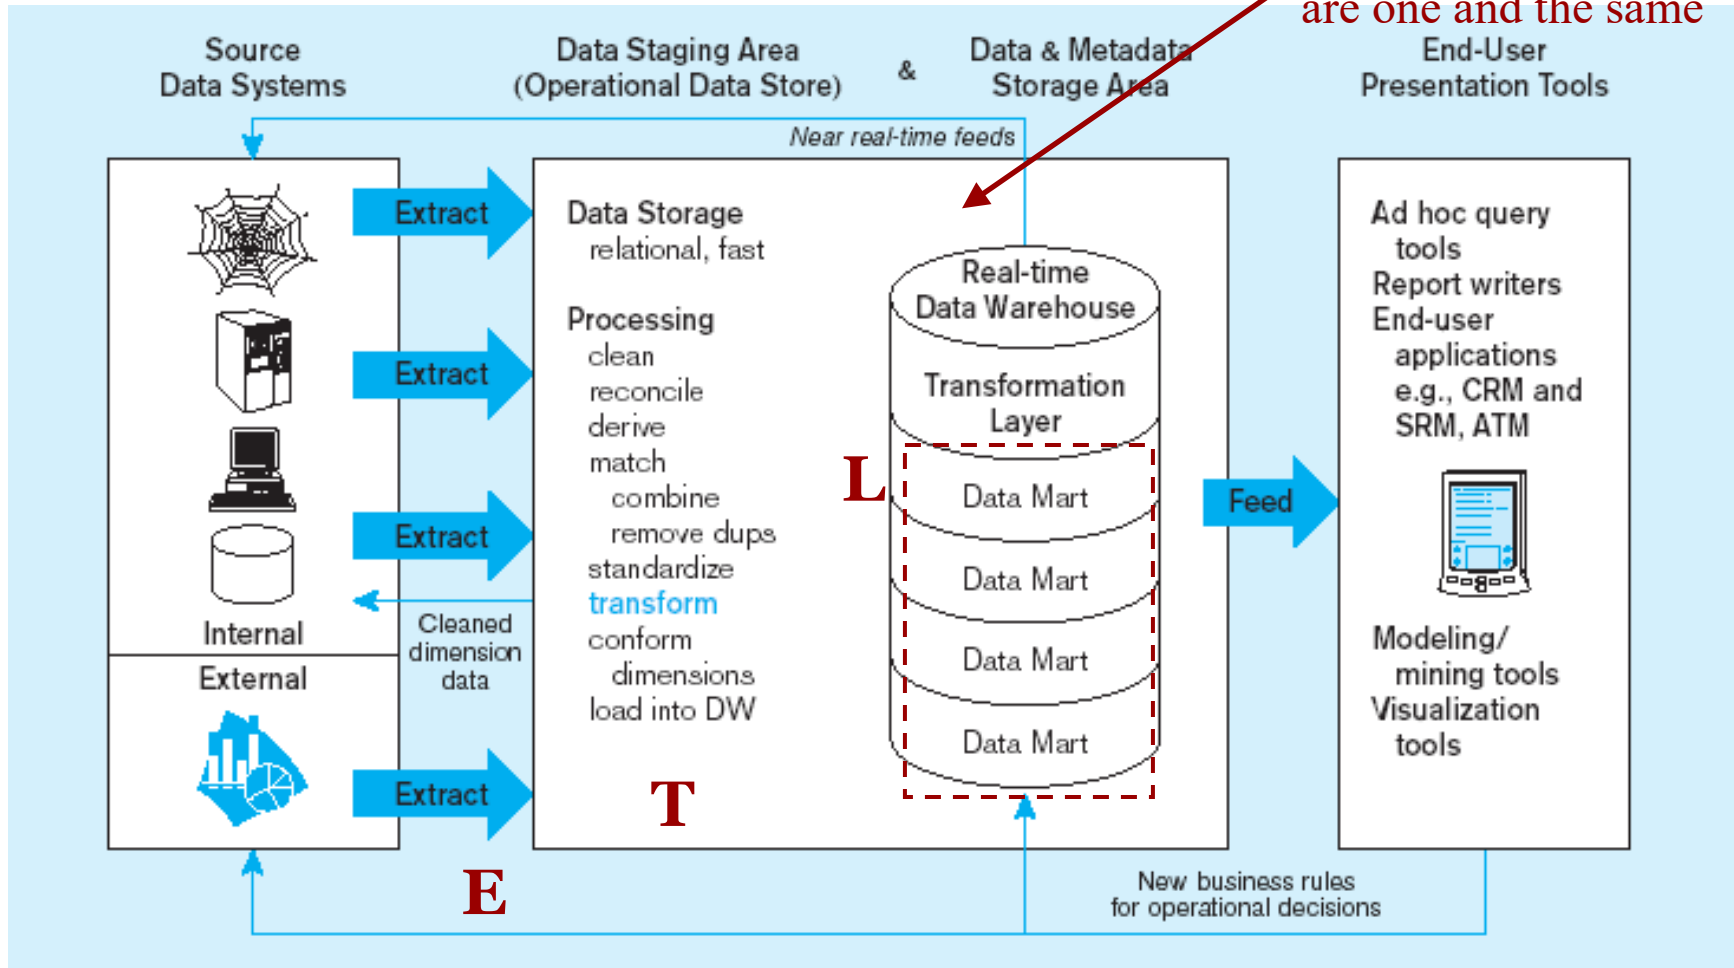 are one and the same
Source
Data Systems
Data Staging Area
(Operational Data Store)
&
Data & Metadata
Storage Area
End-User
Presentation Tools
Near real-time feeds
Extract
Extract
Extract
Extract
Internal
External
Cleaned
dimension
data
Data Storage
relational, fast
Processing
clean
reconcile
derive
match
combine
remove dups
standardize
transform
conform
dimensions
load into DW
E
T
L
Real-time
Data Warehouse
Transformation
Layer
Data Mart
Data Mart
Data Mart
Data Mart
Feed
Ad hoc query
tools
Report writers
End-user
applications
e.g., CRM and
SRM, ATM
Modeling/
mining tools
Visualization
tools
New business rules
for operational decisions